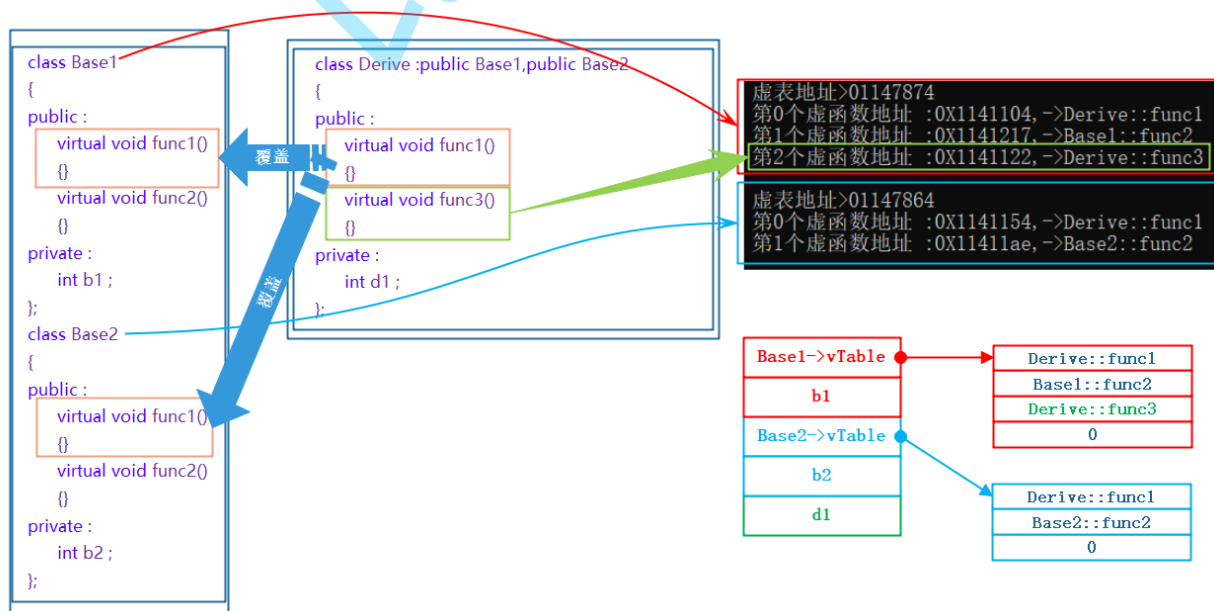 class Base1
{
public :
virtual void func1()
{}
virtual void func2()
{}
private :
int b1 ;
};
class Base2
{
public :
virtual void func1()
{}
virtual void func2()
{}
private :
int b2 ;
};
覆盖
覆盖
class Derive :public Base1,public Base2
{
public :
virtual void func1()
{}
virtual void func3()
{}
private :
int d1 ;
};
虚表地址>01147874
第0个虚函数地址 :0X1141104,->Derive::func1
第1个虚函数地址 :0X1141217,->Base1::func2
第2个虚函数地址 :0X1141122,->Derive::func3
虚表地址>01147864
第0个虚函数地址 :0X1141154,->Derive::func1
第1个虚函数地址 :0X11411ae,->Base2::func2
Base1->vTable
b1
Base2->vTable
b2
d1
Derive::func1
Base1::func2
Derive::func3
0
Derive::func1
Base2::func2
0